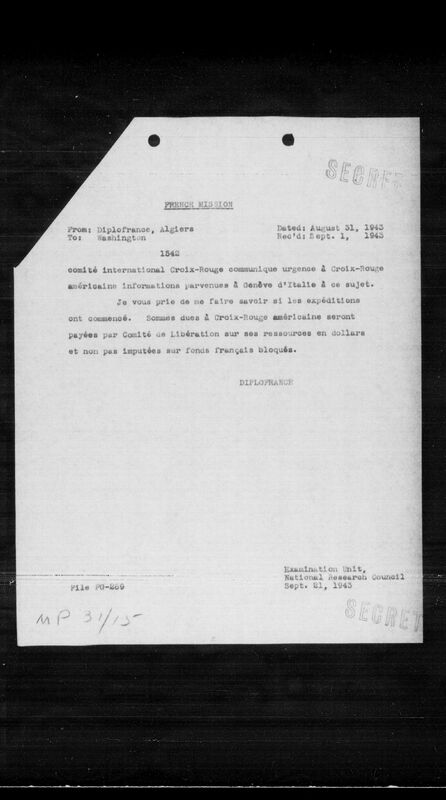 SECRET
FRENCH MISSION
From: Diplofrance, Algiers Dated: August 31, 1943
To: Washington Rec'd: Sept. 1, 1943
1542
comité international Croix-Rouge communique urgence à Croix-Rouge
américaine informations parvenues à Genève d'Italie à ce sujet.
Je vous prie de me faire savoir si les expéditions
ont commencé. Sommes dues à Croix-Rouge américaine seront
payées par Comité de Libération sur ses ressources en dollars
et non pas imputées sur fonds français bloqués.
DIPLOFRANCE
Examination Unit,
National Research Council
File FG-289 Sept. 21, 1943
MP 31/15
SECRET